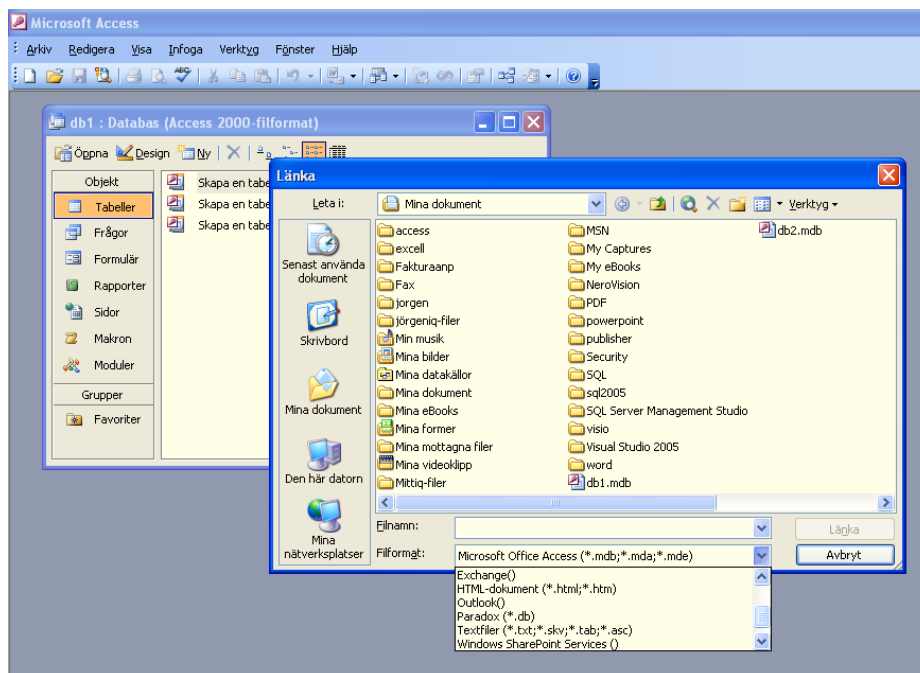 Microsoft Access
Arkiv Redigera Visa Infoga Verktyg Fönster Hjälp
db1 : Databas (Access 2000-filformat)
Öppna Design Ny
Objekt
Tabeller
Frågor
Formulär
Rapporter
Sidor
Makron
Moduler
Grupper
Favoriter
Skapa en tabe
Skapa en tabe
Skapa en tabe
Länka
Leta i: Mina dokument Verktyg
Senast använda
dokument
Skrivbord
Mina dokument
Den här datorn
Mina
nätverksplatser
access
excell
Fakturaanp
Fax
jorgen
jörgeniq-filer
Min musik
Mina bilder
Mina datakällor
Mina dokument
Mina eBooks
Mina former
Mina mottagna filer
Mina videoklipp
Mittiq-filer
MSN
My Captures
My eBooks
NeroVision
PDF
powerpoint
publisher
Security
SQL
sql2005
SQL Server Management Studio
visio
Visual Studio 2005
word
db1.mdb
db2.mdb
Filnamn: Länka
Filformat: Microsoft Office Access (*.mdb;*.mda;*.mde) Avbryt
Exchange()
HTML-dokument (*.html;*.htm)
Outlook()
Paradox (*.db)
Textfiler (*.txt;*.skv;*.tab;*.asc)
Windows SharePoint Services ()